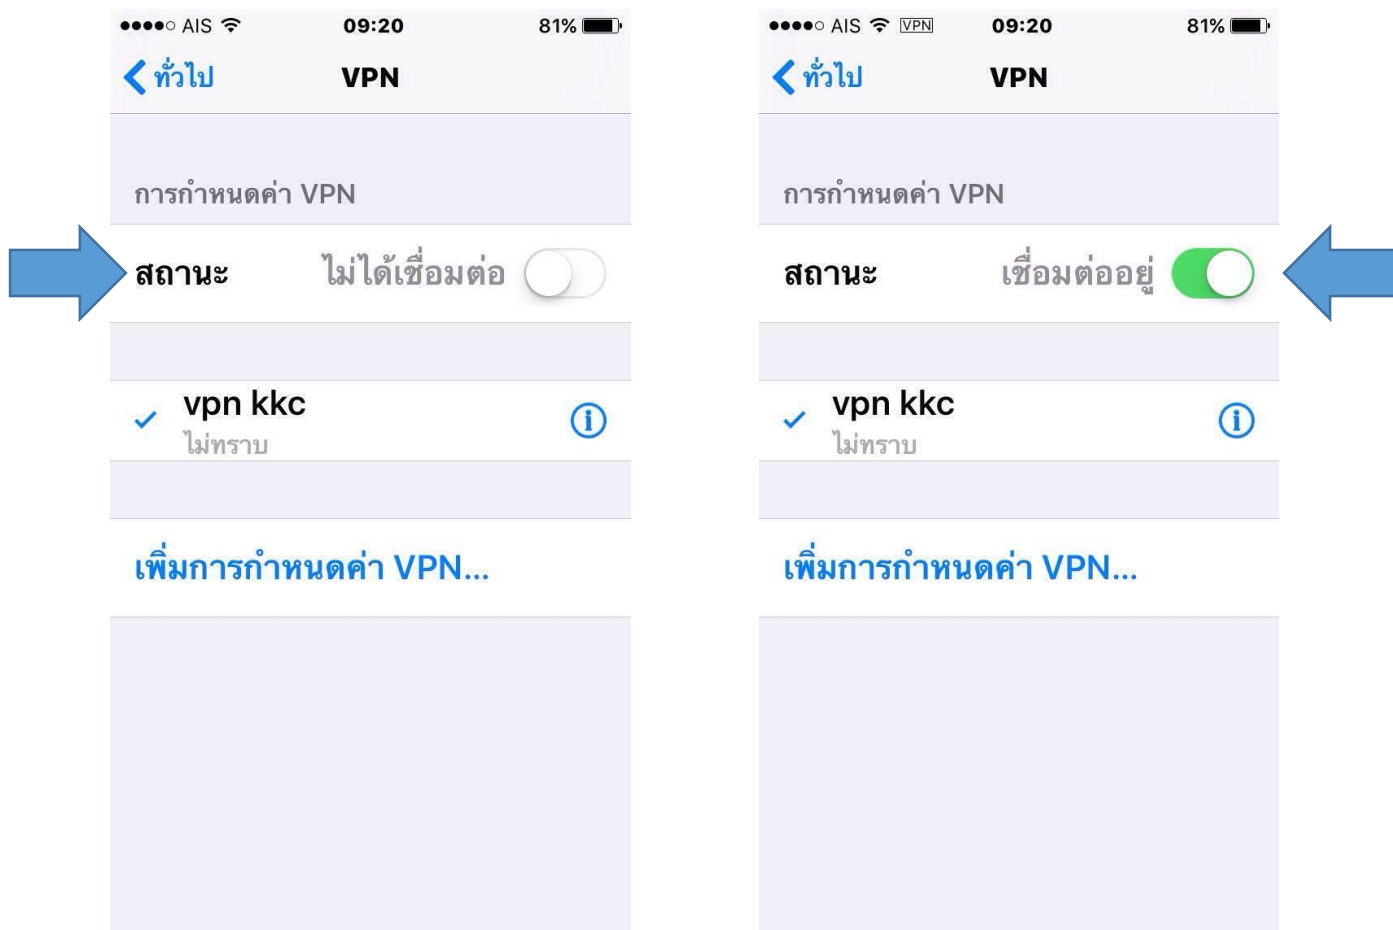 AIS 09:20 81%
ทั่วไป VPN
การกำหนดค่า VPN
สถานะ ไม่ได้เชื่อมต่อ
vpn kkc
ไม่ทราบ
เพิ่มการกำหนดค่า VPN...
AIS VPN 09:20 81%
ทั่วไป VPN
การกำหนดค่า VPN
สถานะ เชื่อมต่ออยู่
vpn kkc
ไม่ทราบ
เพิ่มการกำหนดค่า VPN...